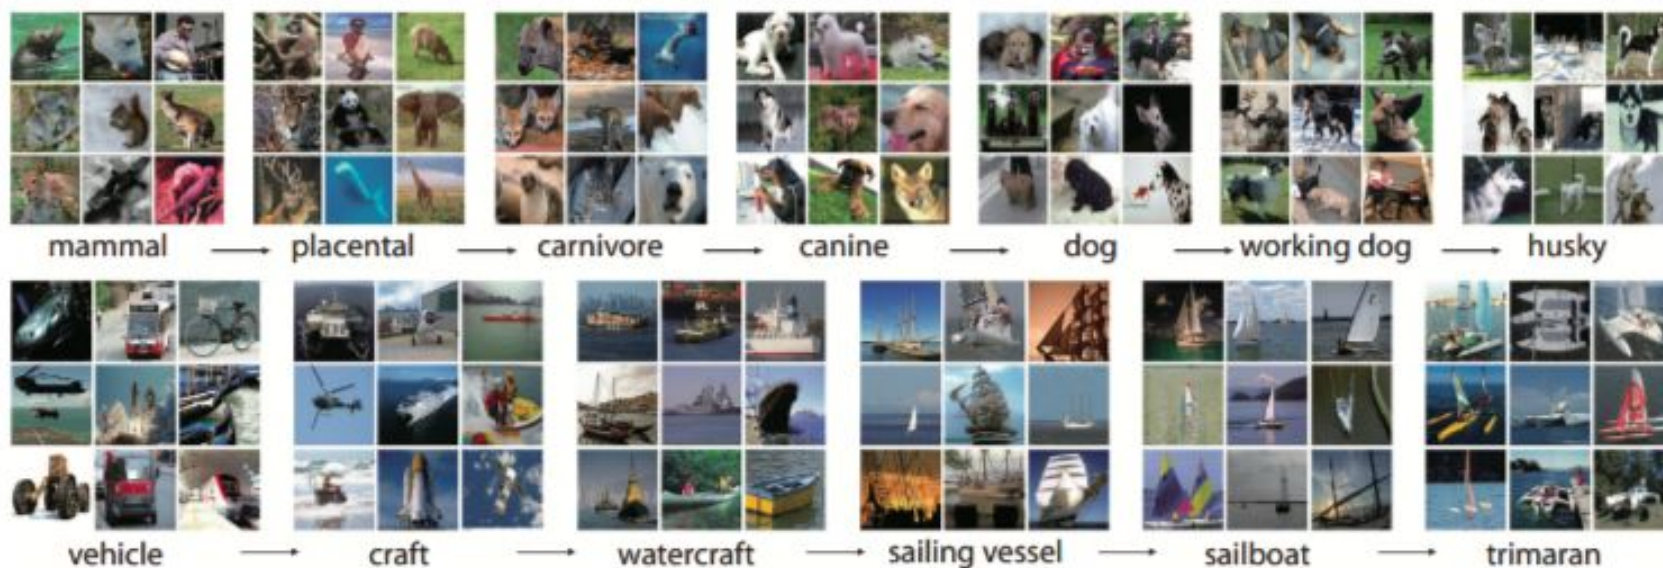 mammal → placental → carnivore → canine → dog → working dog → husky
vehicle → craft → watercraft → sailing vessel → sailboat → trimaran